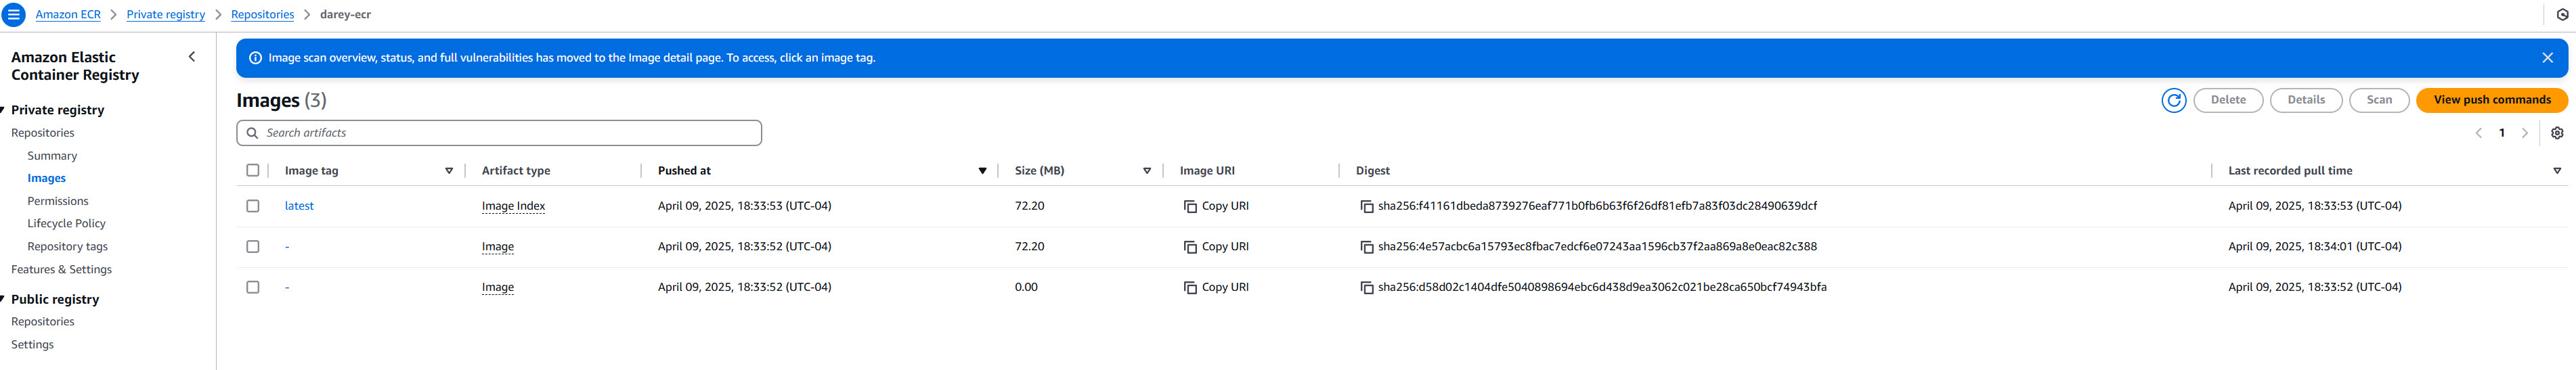 Amazon ECR > Private registry > Repositories > darey-ecr
Amazon Elastic
Container Registry
Private registry
Repositories
Summary
Images
Permissions
Lifecycle Policy
Repository tags
Features & Settings
Public registry
Repositories
Settings
Image scan overview, status, and full vulnerabilities has moved to the Image detail page. To access, click an image tag.
Images (3)
Delete Details Scan View push commands
Search artifacts
1
Image tag Artifact type Pushed at Size (MB) Image URI Digest Last recorded pull time
latest Image Index April 09, 2025, 18:33:53 (UTC-04) 72.20 Copy URI sha256:f41161dbeda8739276eaf771b0fb6b63f6f26df81efb7a83f03dc28490639dcf April 09, 2025, 18:33:53 (UTC-04)
- Image April 09, 2025, 18:33:52 (UTC-04) 72.20 Copy URI sha256:4e57acbc6a15793ec8fbac7edcf6e07243aa1596cb37f2aa869a8e0eac82c388 April 09, 2025, 18:34:01 (UTC-04)
- Image April 09, 2025, 18:33:52 (UTC-04) 0.00 Copy URI sha256:d58d02c1404dfe5040898694ebc6d438d9ea3062c021be28ca650bcf74943bfa April 09, 2025, 18:33:52 (UTC-04)